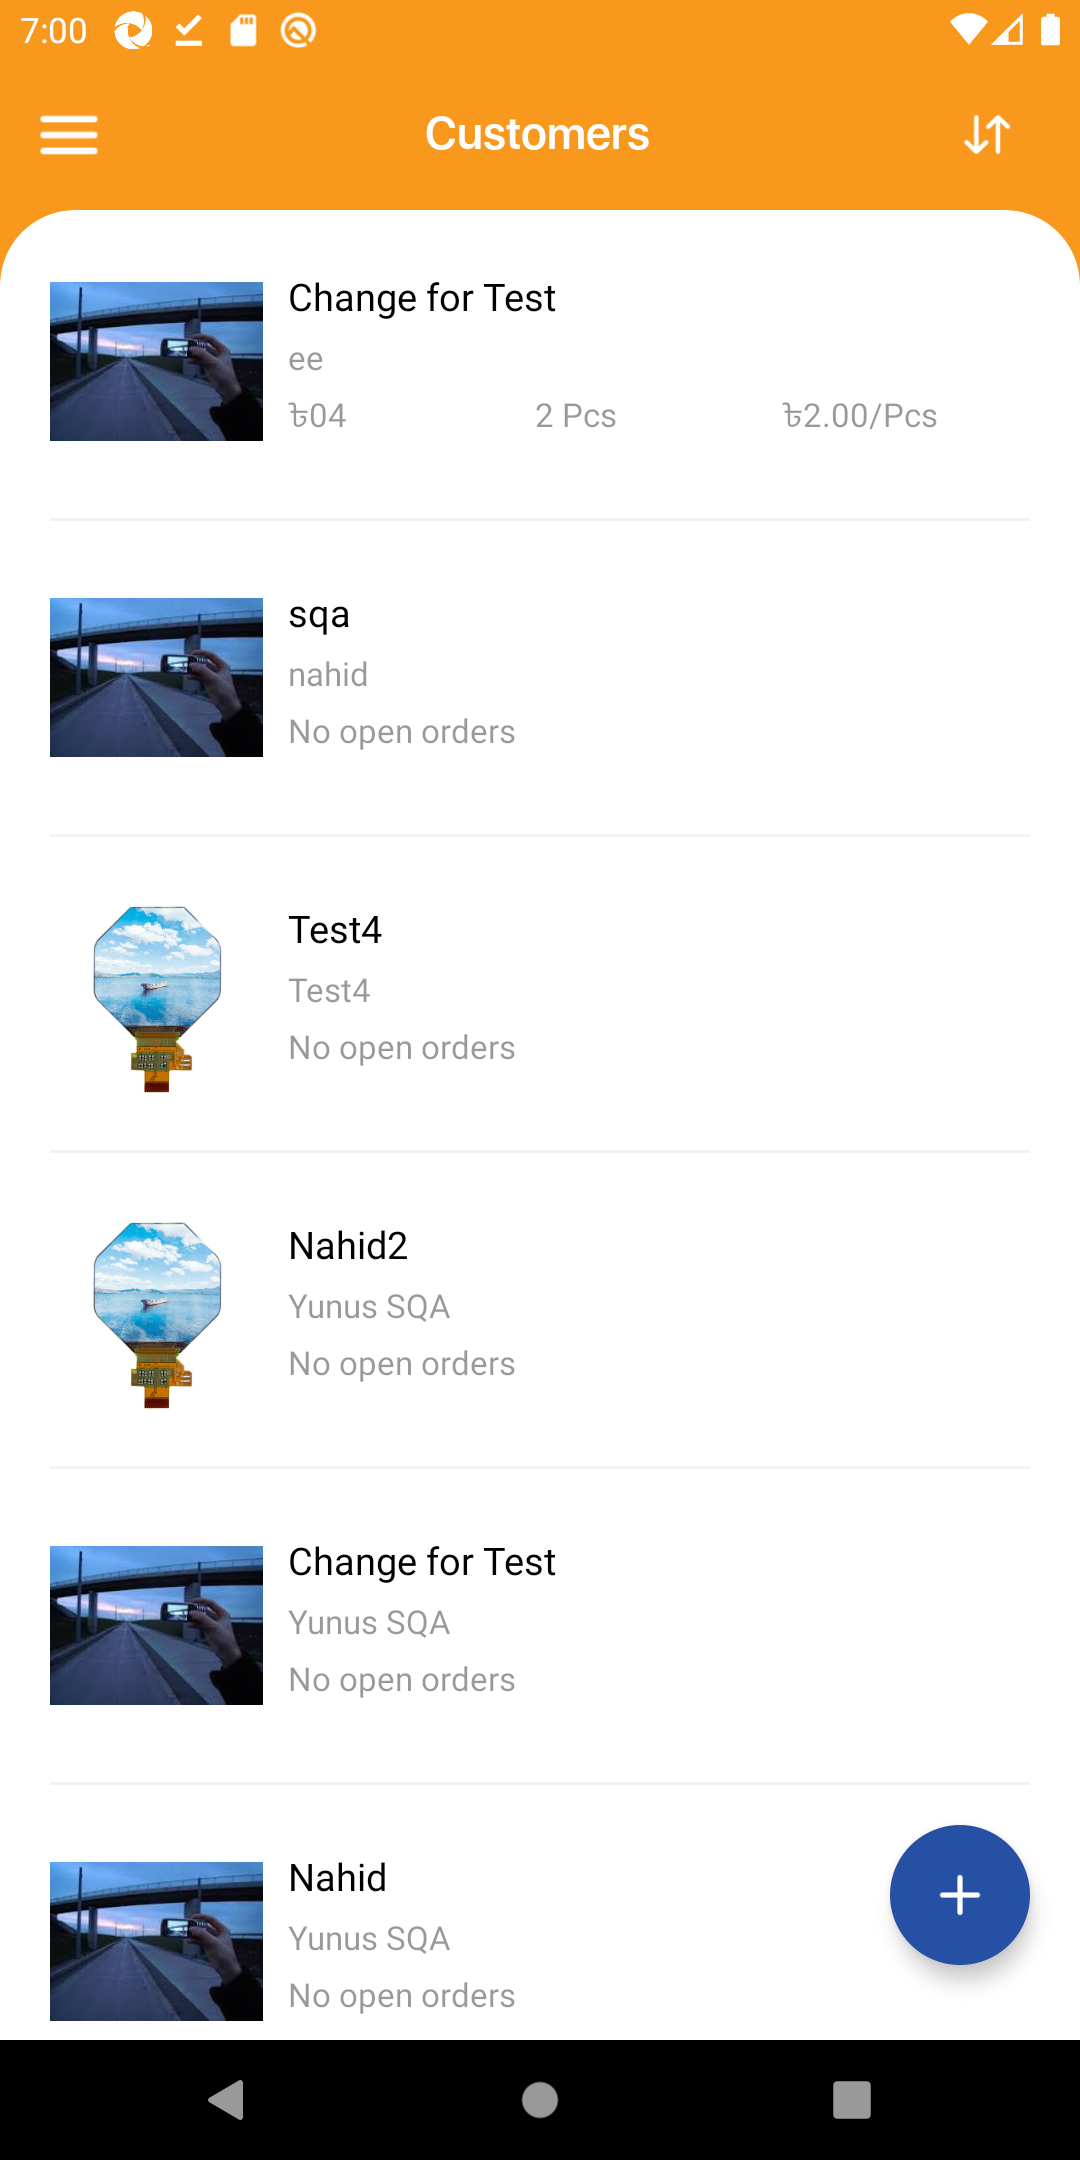 7:00
Customers
Change for Test
ee
৳04 2 Pcs ৳2.00/Pcs
sqa
nahid
No open orders
Test4
Test4
No open orders
Nahid2
Yunus SQA
No open orders
Change for Test
Yunus SQA
No open orders
Nahid
Yunus SQA
No open orders